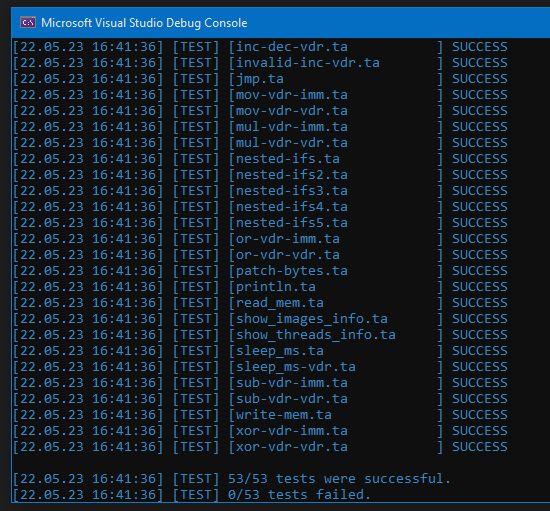 Microsoft Visual Studio Debug Console
[22.05.23 16:41:36] [TEST] [inc-dec-vdr.ta           ] SUCCESS
[22.05.23 16:41:36] [TEST] [invalid-inc-vdr.ta       ] SUCCESS
[22.05.23 16:41:36] [TEST] [jmp.ta                   ] SUCCESS
[22.05.23 16:41:36] [TEST] [mov-vdr-imm.ta           ] SUCCESS
[22.05.23 16:41:36] [TEST] [mov-vdr-vdr.ta           ] SUCCESS
[22.05.23 16:41:36] [TEST] [mul-vdr-imm.ta           ] SUCCESS
[22.05.23 16:41:36] [TEST] [mul-vdr-vdr.ta           ] SUCCESS
[22.05.23 16:41:36] [TEST] [nested-ifs.ta            ] SUCCESS
[22.05.23 16:41:36] [TEST] [nested-ifs2.ta           ] SUCCESS
[22.05.23 16:41:36] [TEST] [nested-ifs3.ta           ] SUCCESS
[22.05.23 16:41:36] [TEST] [nested-ifs4.ta           ] SUCCESS
[22.05.23 16:41:36] [TEST] [nested-ifs5.ta           ] SUCCESS
[22.05.23 16:41:36] [TEST] [or-vdr-imm.ta            ] SUCCESS
[22.05.23 16:41:36] [TEST] [or-vdr-vdr.ta            ] SUCCESS
[22.05.23 16:41:36] [TEST] [patch-bytes.ta           ] SUCCESS
[22.05.23 16:41:36] [TEST] [println.ta               ] SUCCESS
[22.05.23 16:41:36] [TEST] [read_mem.ta              ] SUCCESS
[22.05.23 16:41:36] [TEST] [show_images_info.ta      ] SUCCESS
[22.05.23 16:41:36] [TEST] [show_threads_info.ta     ] SUCCESS
[22.05.23 16:41:36] [TEST] [sleep_ms.ta              ] SUCCESS
[22.05.23 16:41:36] [TEST] [sleep_ms-vdr.ta          ] SUCCESS
[22.05.23 16:41:36] [TEST] [sub-vdr-imm.ta           ] SUCCESS
[22.05.23 16:41:36] [TEST] [sub-vdr-vdr.ta           ] SUCCESS
[22.05.23 16:41:36] [TEST] [write-mem.ta             ] SUCCESS
[22.05.23 16:41:36] [TEST] [xor-vdr-imm.ta           ] SUCCESS
[22.05.23 16:41:36] [TEST] [xor-vdr-vdr.ta           ] SUCCESS
[22.05.23 16:41:36] [TEST] 53/53 tests were successful.
[22.05.23 16:41:36] [TEST] 0/53 tests failed.